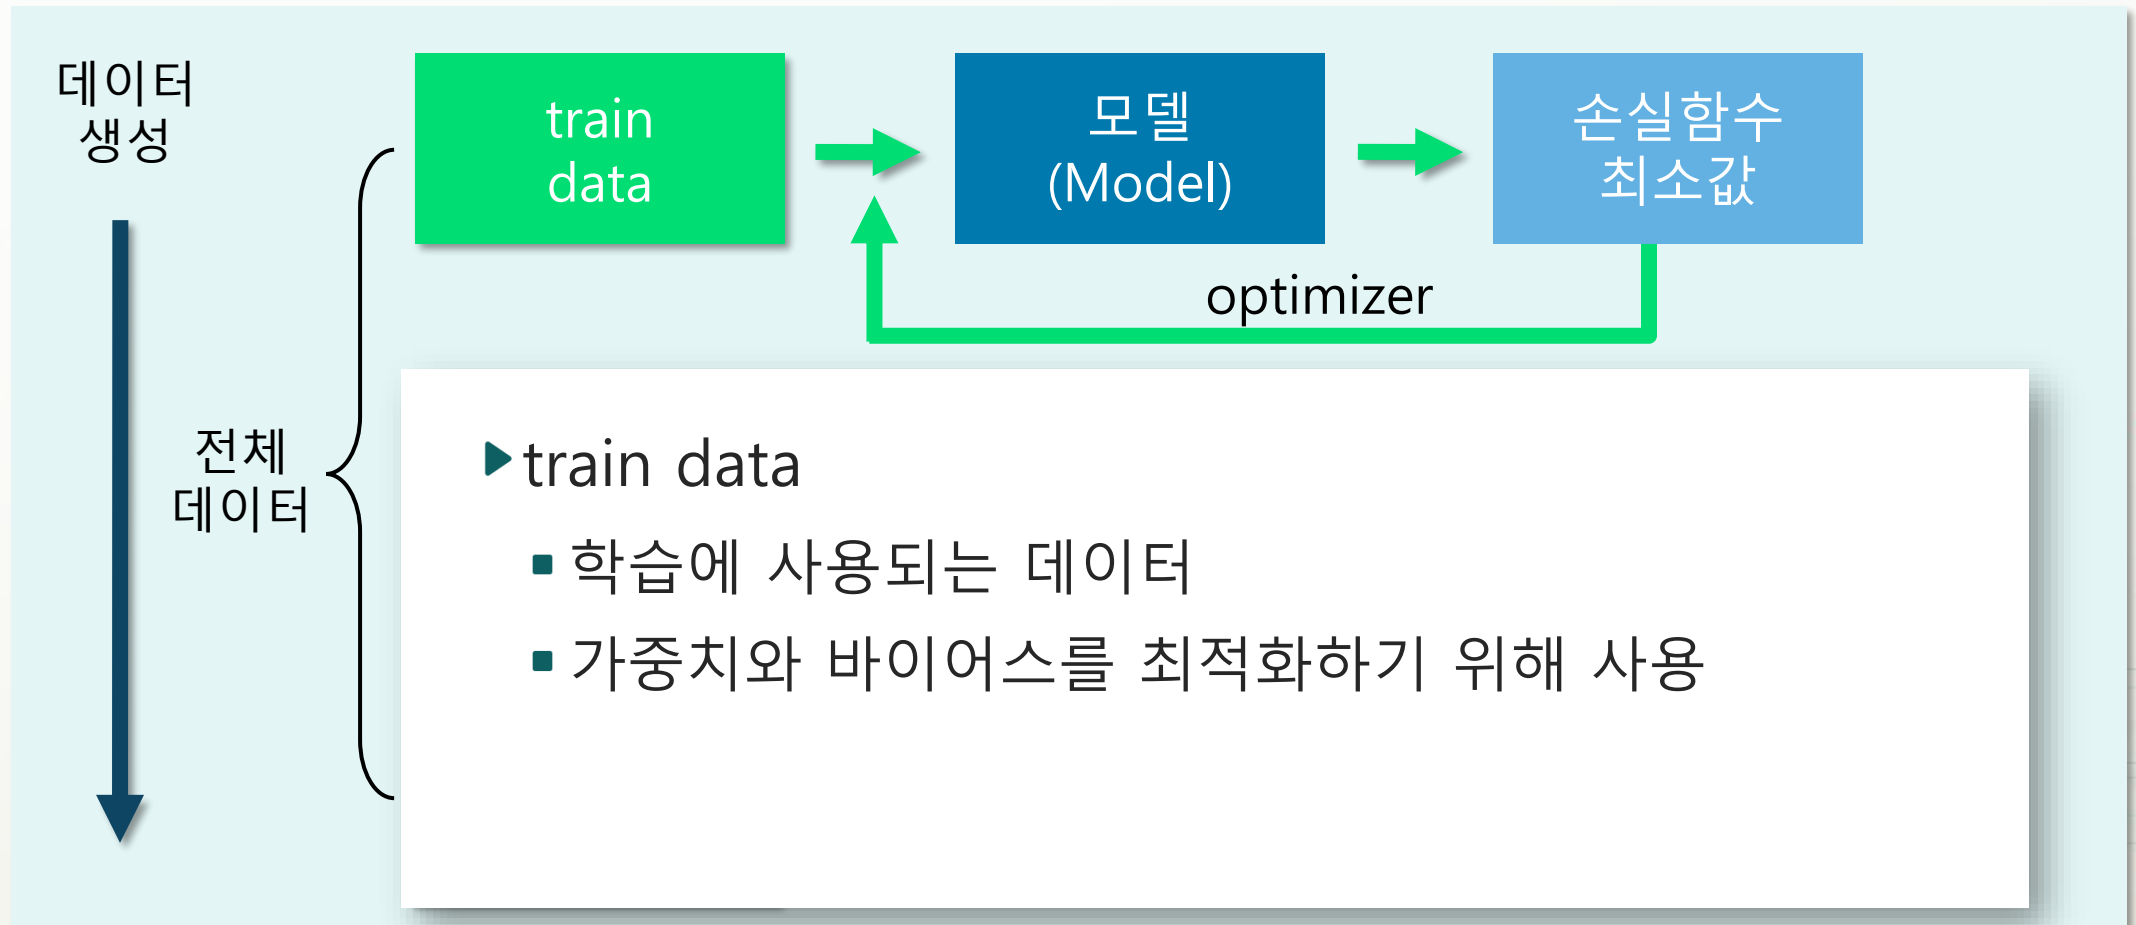 데이터
생성
train
data
모델
(Model)
손실함수
최소값
optimizer
전체
데이터
train data
학습에 사용되는 데이터
가중치와 바이어스를 최적화하기 위해 사용